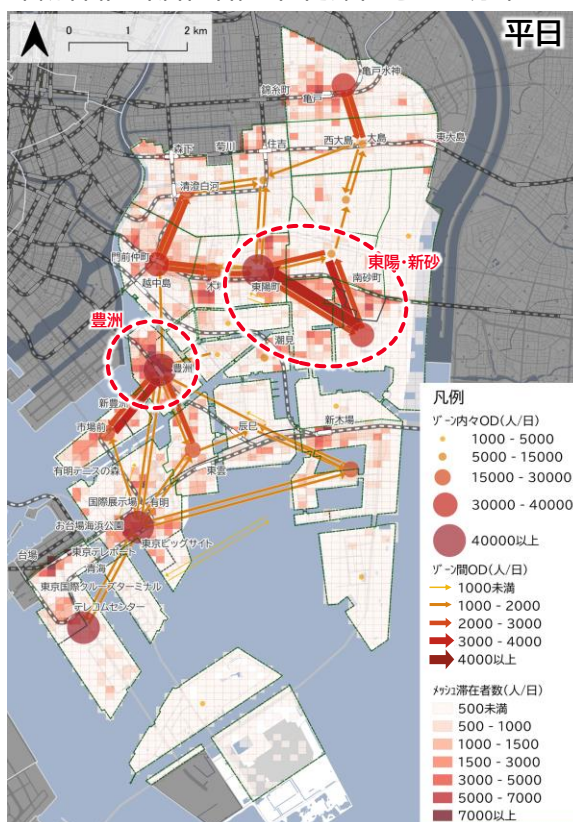 平日
0 1 2 km
亀戸水神
錦糸町
亀戸
東大島
西大島
大島
森下
菊川
住吉
清澄白河
門前仲町
越中島
木
東陽町
南砂町
東陽・新砂
潮見
豊洲
豊洲
新豊洲
市場前
辰巳
新木場
有明テニスの森
東雲
国際展示場
有明
お台場海浜公園
東京ビッグサイト
台場
東京テレポート
青海
東京国際クルーズターミナル
テレコムセンター
凡例
ゾーン内々OD(人/日)
1000 - 5000
5000 - 15000
15000 - 30000
30000 - 40000
40000以上
ゾーン間OD(人/日)
1000未満
1000 - 2000
2000 - 3000
3000 - 4000
4000以上
メッシュ滞在者数(人/日)
500未満
500 - 1000
1000 - 1500
1500 - 3000
3000 - 5000
5000 - 7000
7000以上